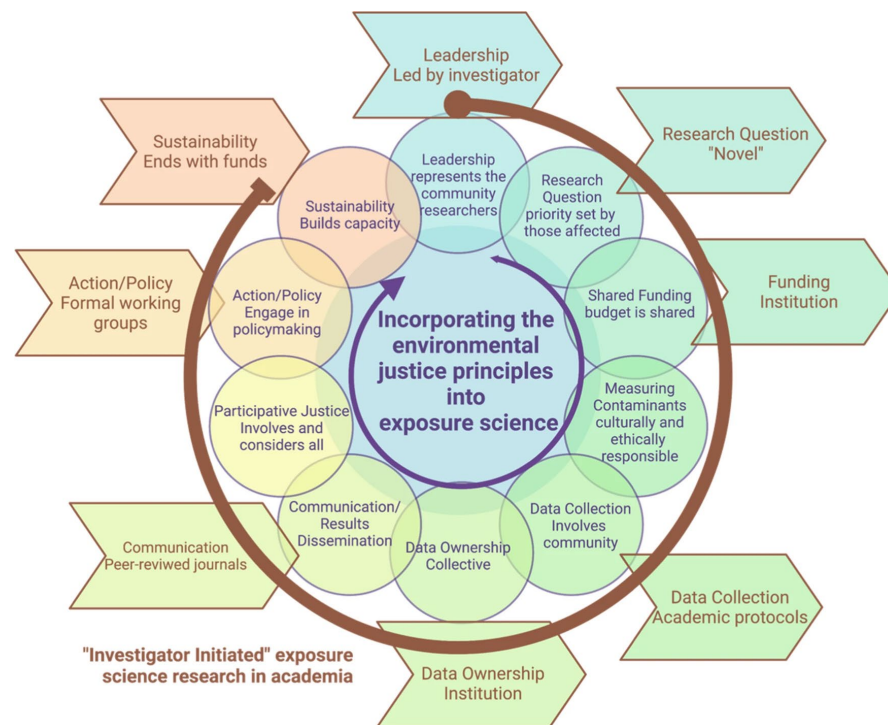 Leadership
Led by investigator
Research Question
"Novel"
Funding
Institution
Data Collection
Academic protocols
Data Ownership
Institution
Communication
Peer-reviwed journals
Action/Policy
Formal working
groups
Sustainability
Ends with funds
Leadership
represents the
community
researchers
Research
Question
priority set by
those affected
Shared Funding
budget is shared
Measuring
Contaminants
culturally and
ethically
responsible
Data Collection
Involves
community
Data Ownership
Collective
Communication/
Results
Dissemination
Participative Justice
Involves and
considers all
Action/Policy
Engage in
policymaking
Sustainability
Builds capacity
Incorporating the
environmental
justice principles
into
exposure science
"Investigator Initiated" exposure
science research in academia